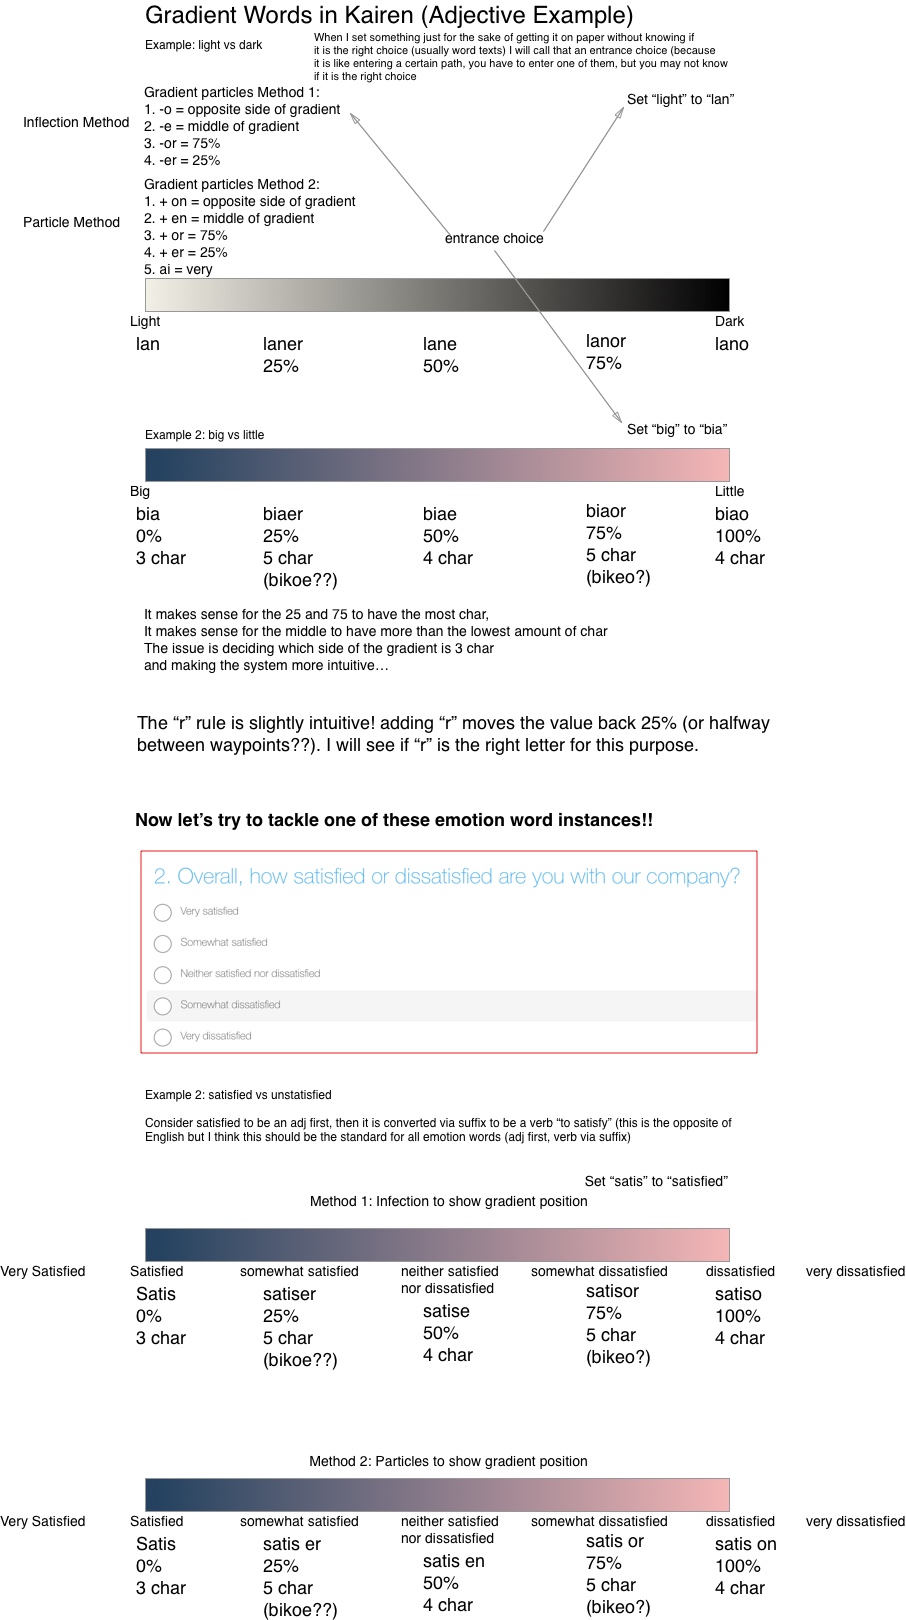 Gradient Words in Kairen (Adjective Example)
Example: light vs dark
When I set something just for the sake of getting it on paper without knowing if
it is the right choice (usually word texts) I will call that an entrance choice (because
it is like entering a certain path, you have to enter one of them, but you may not know
if it is the right choice
Inflection Method
Gradient particles Method 1:
1. -o = opposite side of gradient
2. -e = middle of gradient
3. -or = 75%
4. -er = 25%
Set “light” to “lan”
Particle Method
Gradient particles Method 2:
1. + on = opposite side of gradient
2. + en = middle of gradient
3. + or = 75%
4. + er = 25%
5. ai = very
entrance choice
Light
Dark
lan
laner
25%
lane
50%
lanor
75%
lano
Set “big” to “bia”
Example 2: big vs little
Big
Little
bia
0%
3 char
biaer
25%
5 char
(bikoe??)
biae
50%
4 char
biaor
75%
5 char
(bikeo?)
biao
100%
4 char
It makes sense for the 25 and 75 to have the most char,
It makes sense for the middle to have more than the lowest amount of char
The issue is deciding which side of the gradient is 3 char
and making the system more intuitive…
The “r” rule is slightly intuitive! adding “r” moves the value back 25% (or halfway
between waypoints??). I will see if “r” is the right letter for this purpose.
Now let’s try to tackle one of these emotion word instances!!
2. Overall, how satisfied or dissatisfied are you with our company?
Very satisfied
Somewhat satisfied
Neither satisfied nor dissatisfied
Somewhat dissatisfied
Very dissatisfied
Example 2: satisfied vs unstatisfied
Consider satisfied to be an adj first, then it is converted via suffix to be a verb “to satisfy” (this is the opposite of
English but I think this should be the standard for all emotion words (adj first, verb via suffix)
Set “satis” to “satisfied”
Method 1: Infection to show gradient position
Very Satisfied
Satisfied
somewhat satisfied
neither satisfied
nor dissatisfied
somewhat dissatisfied
dissatisfied
very dissatisfied
Satis
0%
3 char
satiser
25%
5 char
(bikoe??)
satise
50%
4 char
satisor
75%
5 char
(bikeo?)
satiso
100%
4 char
Method 2: Particles to show gradient position
Very Satisfied
Satisfied
somewhat satisfied
neither satisfied
nor dissatisfied
somewhat dissatisfied
dissatisfied
very dissatisfied
Satis
0%
3 char
satis er
25%
5 char
(bikoe??)
satis en
50%
4 char
satis or
75%
5 char
(bikeo?)
satis on
100%
4 char